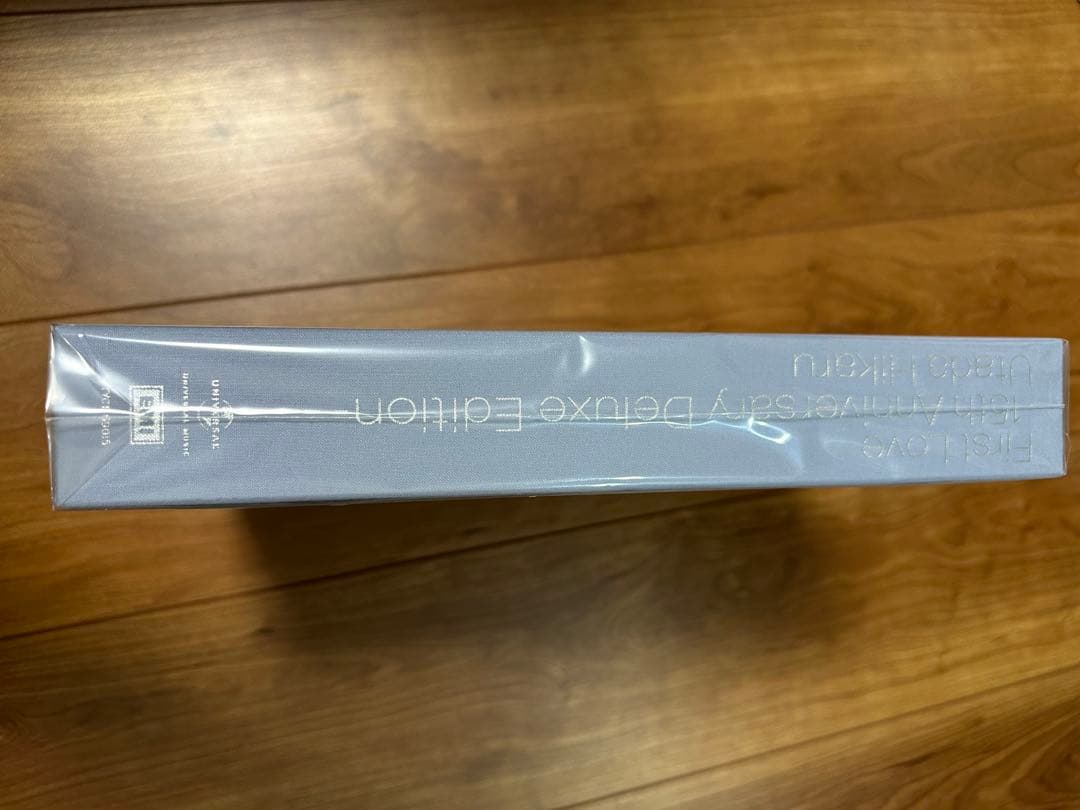 First Love
15th Anniversary Deluxe Edition
Utada Hikaru
UNIVERSAL
UNIVERSAL MUSIC
EMI